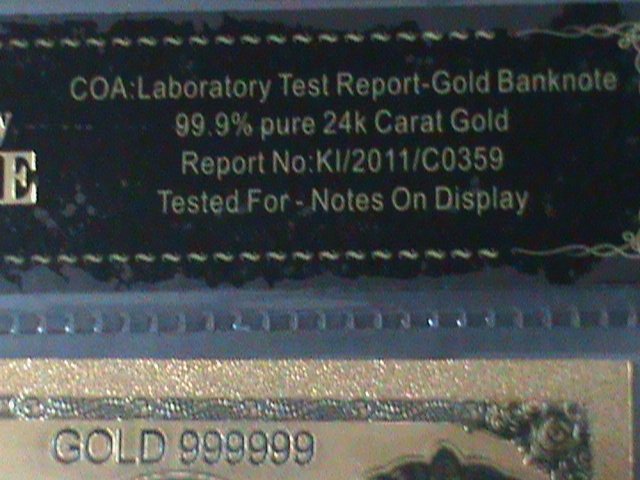 COA:Laboratory Test Report-Gold Banknote
99.9% pure 24k Carat Gold
Report No:KI/2011/C0359
Tested For - Notes On Display
GOLD 999999